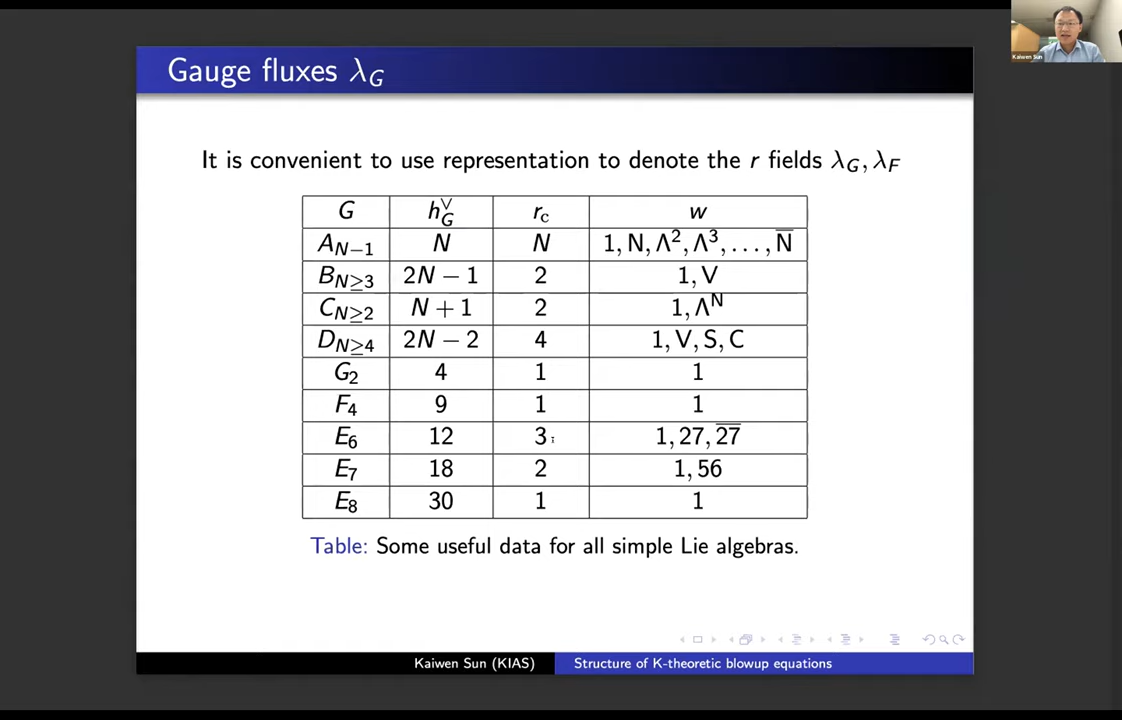 Kaiwen Sun
Gauge fluxes λ_G
It is convenient to use representation to denote the r fields λ_G, λ_F
G h^∨_G r_c w
A_{N−1} N N 1, N, Λ^2, Λ^3, . . . , N̅
B_{N≥3} 2N − 1 2 1, V
C_{N≥2} N + 1 2 1, Λ^N
D_{N≥4} 2N − 2 4 1, V, S, C
G_2 4 1 1
F_4 9 1 1
E_6 12 3 1, 27, \overline{27}
E_7 18 2 1, 56
E_8 30 1 1
Table: Some useful data for all simple Lie algebras.
Kaiwen Sun (KIAS) Structure of K-theoretic blowup equations